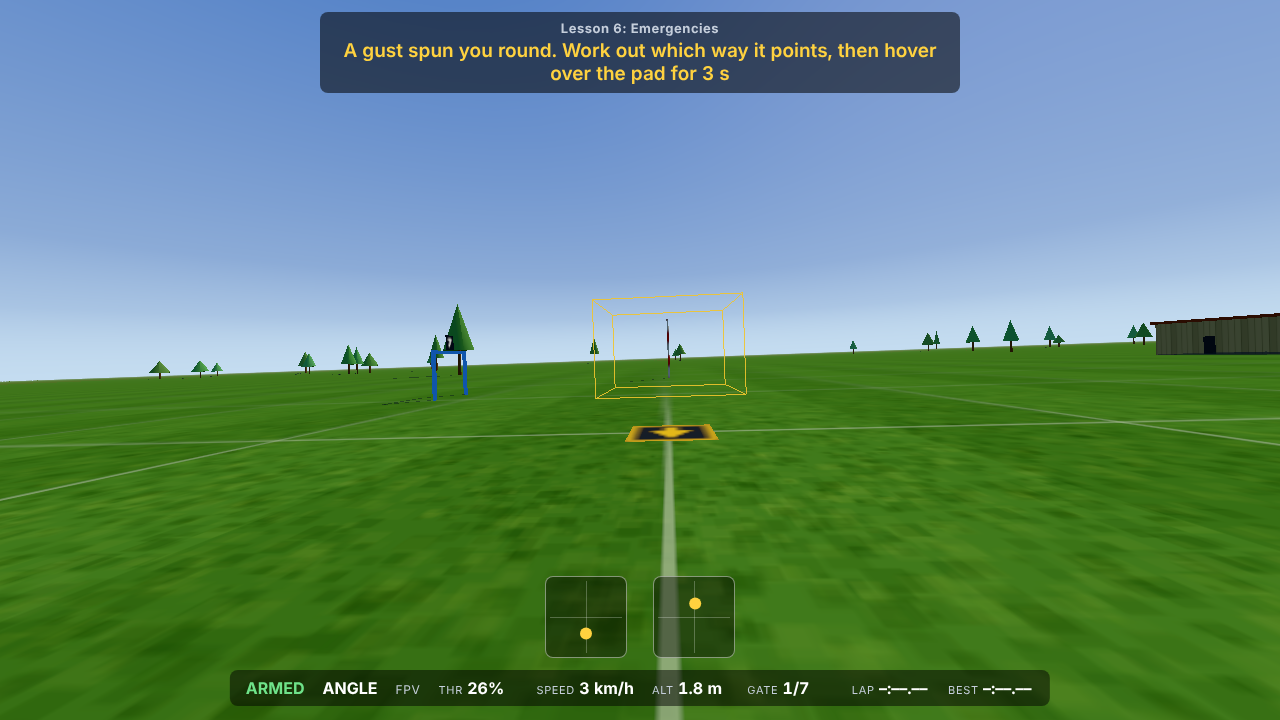 Lesson 6: Emergencies
A gust spun you round. Work out which way it points, then hover
over the pad for 3 s
ARMED ANGLE FPV THR 26% SPEED 3 km/h ALT 1.8 m GATE 1/7 LAP –:––.–– BEST –:––.––